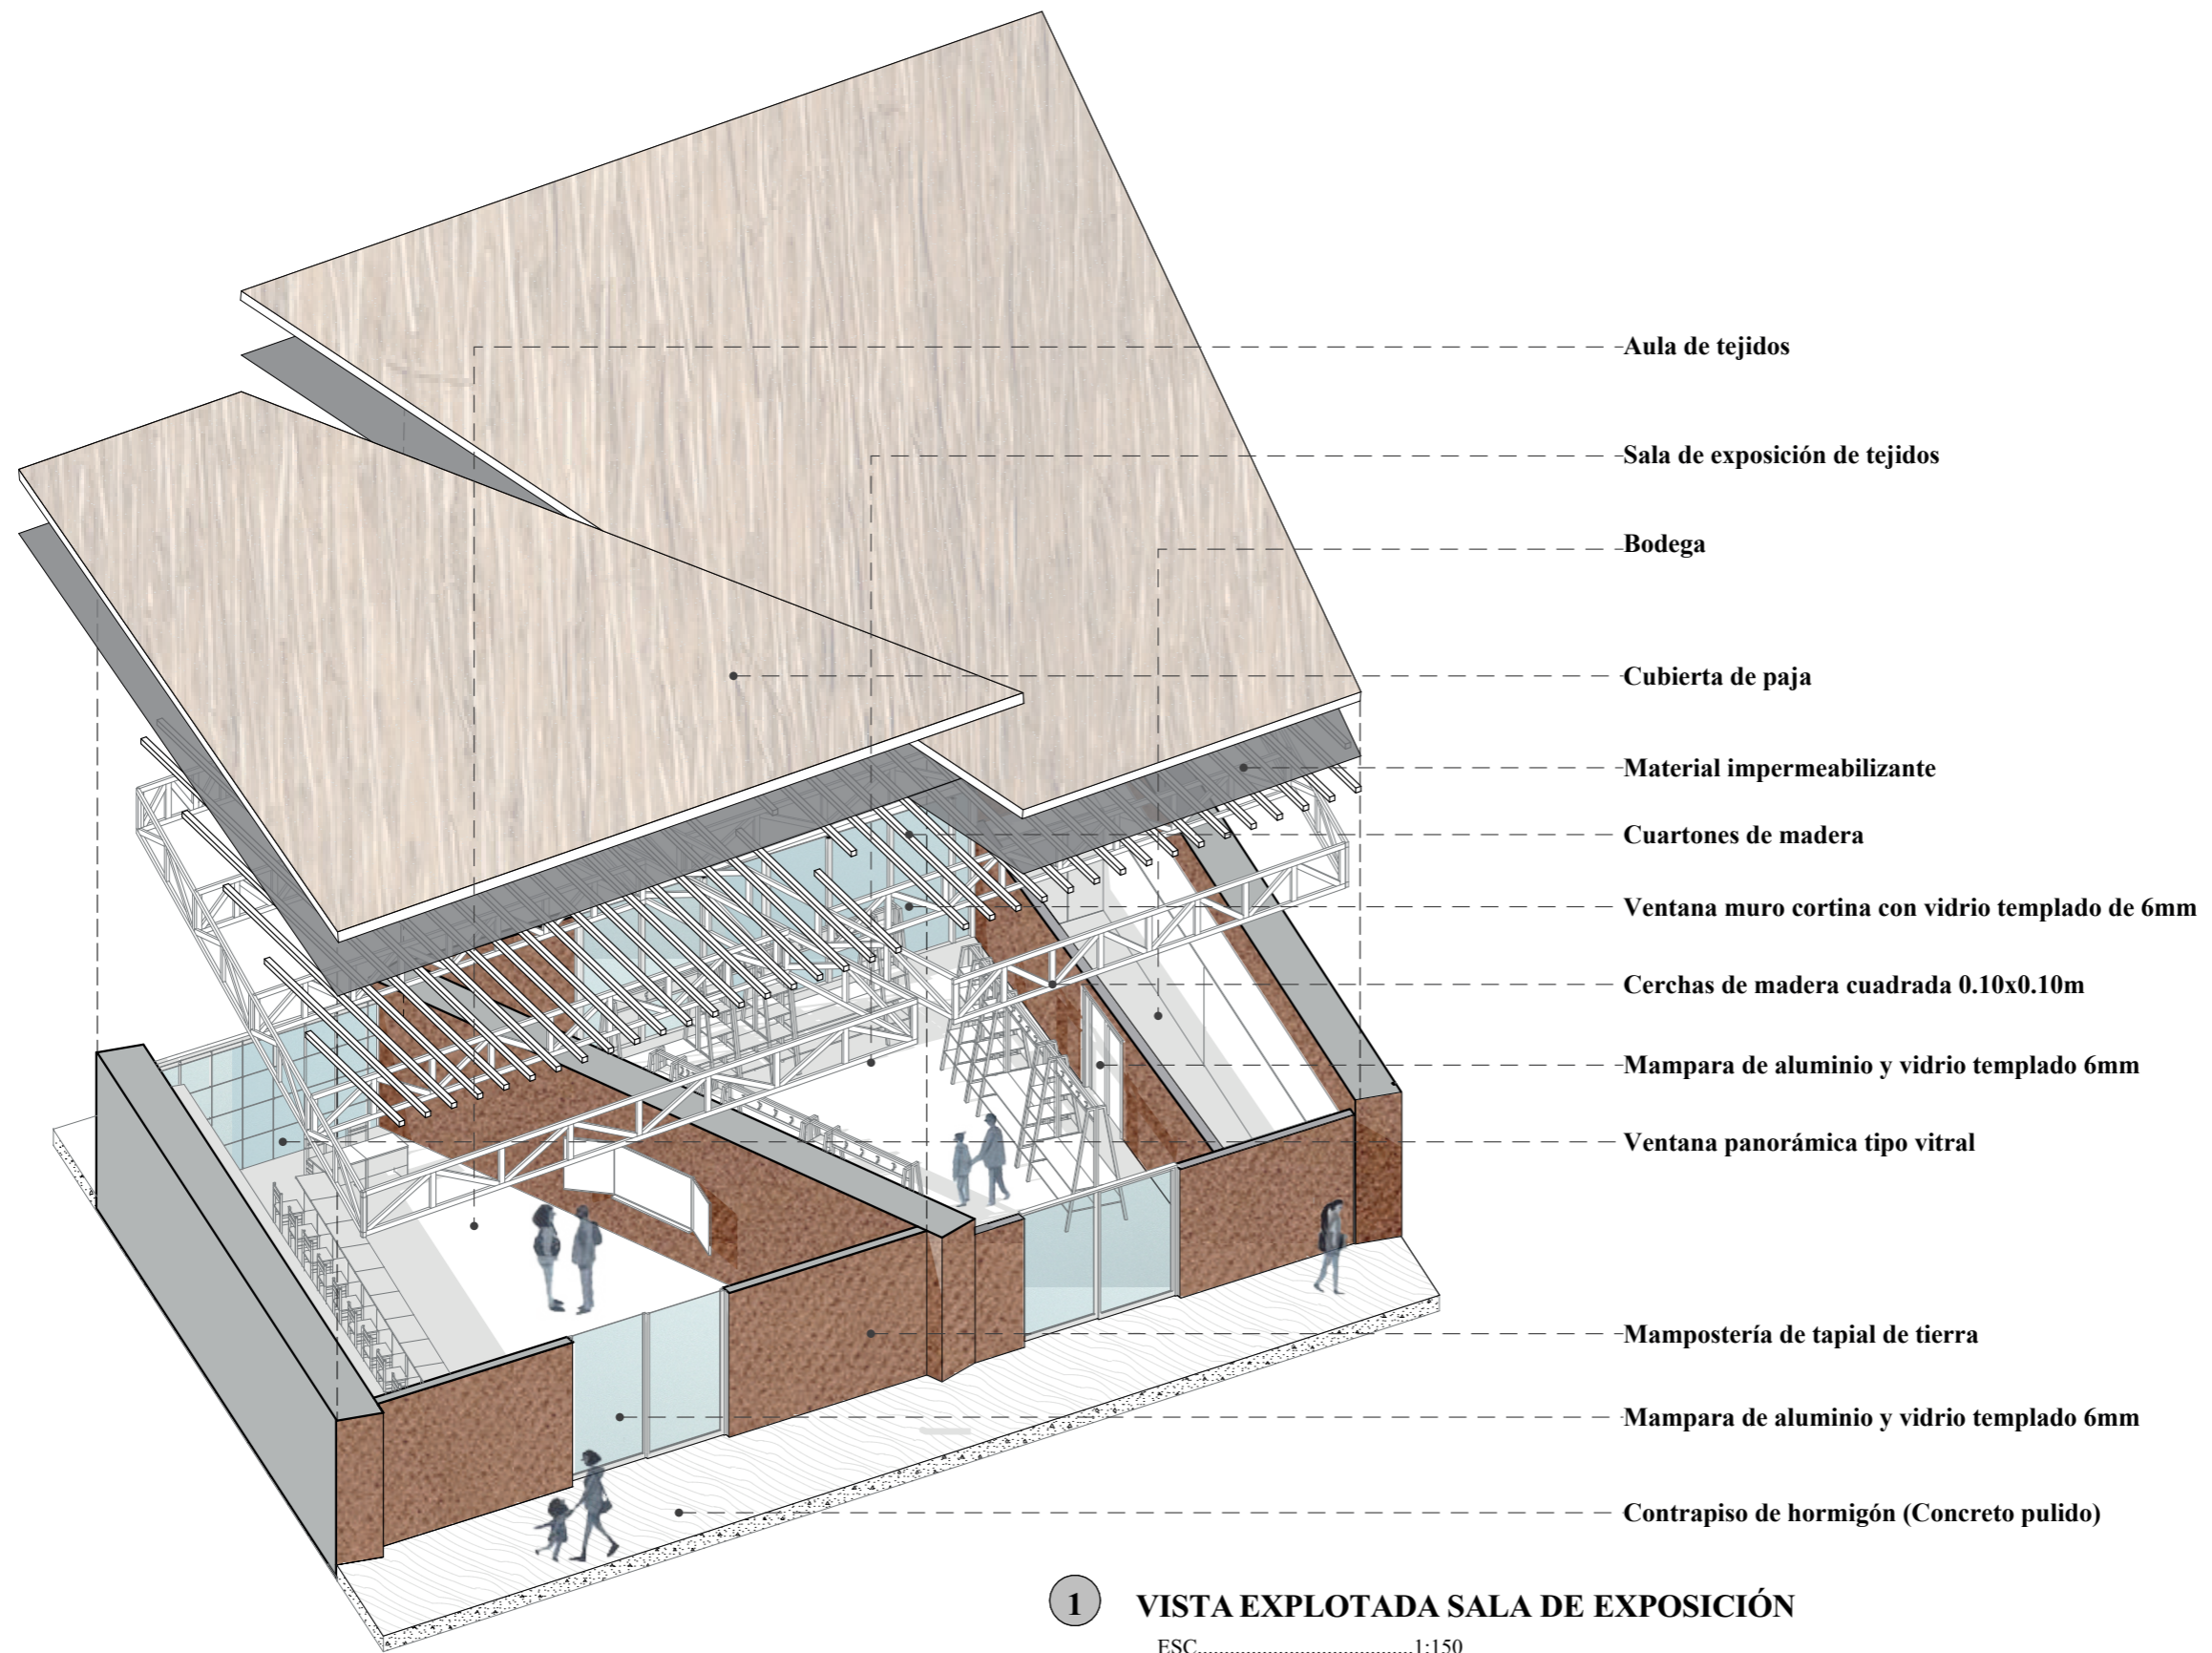 Aula de tejidos
Sala de exposición de tejidos
Bodega
Cubierta de paja
Material impermeabilizante
Cuartones de madera
Ventana muro cortina con vidrio templado de 6mm
Cerchas de madera cuadrada 0.10x0.10m
Mampara de aluminio y vidrio templado 6mm
Ventana panorámica tipo vitral
Mampostería de tapial de tierra
Mampara de aluminio y vidrio templado 6mm
Contrapiso de hormigón (Concreto pulido)
1 VISTA EXPLOTADA SALA DE EXPOSICIÓN
ESC......................................1:150